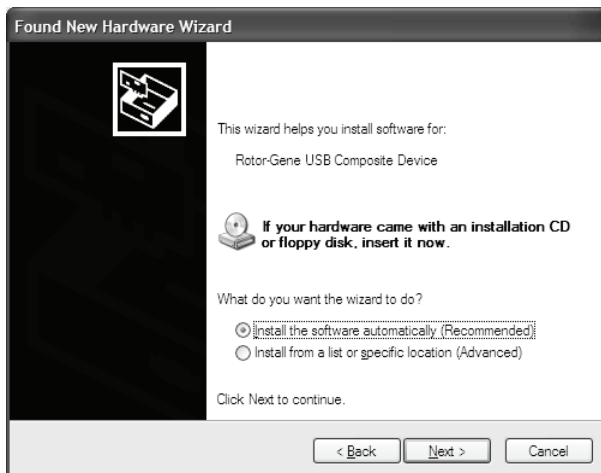 Found New Hardware Wizard
This wizard helps you install software for:
Rotor-Gene USB Composite Device
If your hardware came with an installation CD
or floppy disk, insert it now.
What do you want the wizard to do?
Install the software automatically (Recommended)
Install from a list or specific location (Advanced)
Click Next to continue.
< Back Next > Cancel